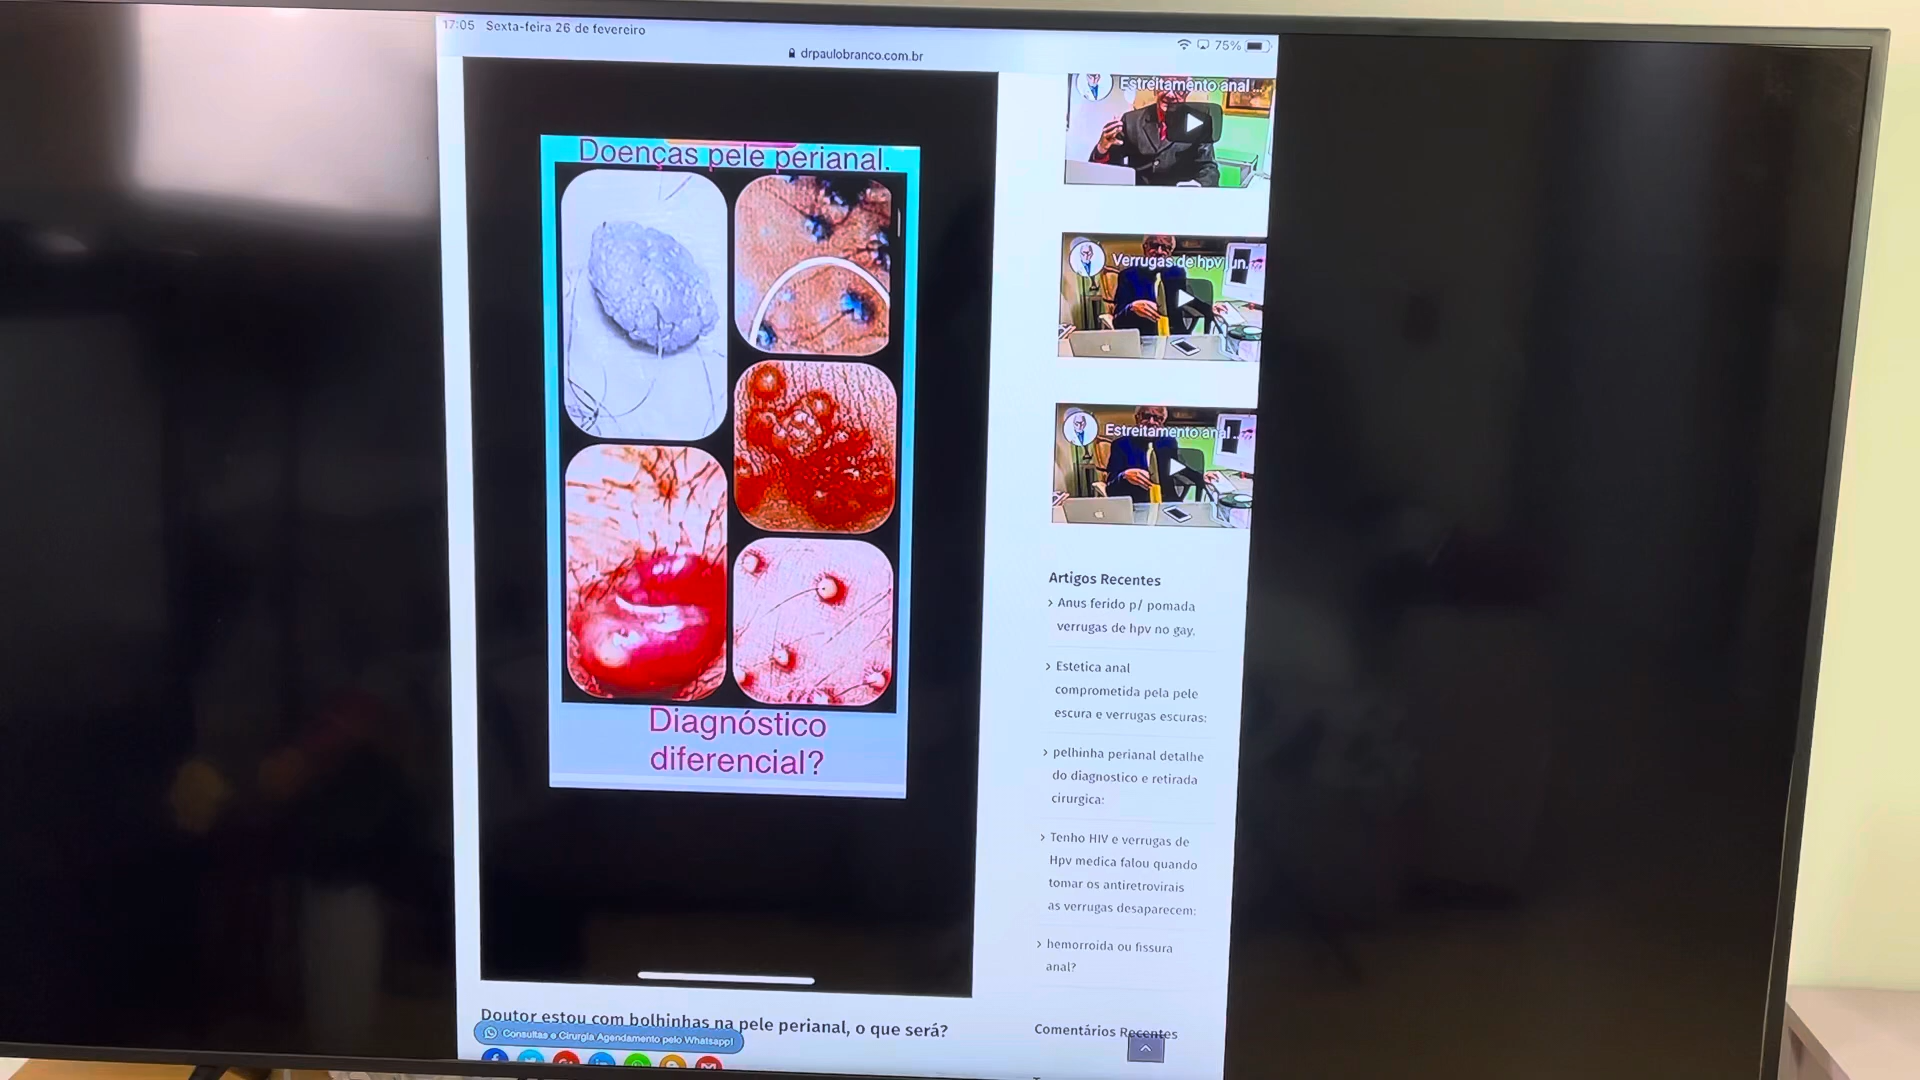 17:05 Sexta-feira 26 de fevereiro
75%
drpaulobranco.com.br
Doenças pele perianal.
Diagnóstico
diferencial?
Estreitamento anal ...
Verrugas de hpv jun...
Estreitamento anal ...
Artigos Recentes
Anus ferido p/ pomada
verrugas de hpv no gay,
Estetica anal
comprometida pela pele
escura e verrugas escuras:
pelhinha perianal detalhe
do diagnostico e retirada
cirurgica:
Tenho HIV e verrugas de
Hpv medica falou quando
tomar os antiretrovirais
as verrugas desaparecem:
hemorroida ou fissura
anal?
Comentários Recentes
Doutor estou com bolhinhas na pele perianal, o que será?
Consultas e Cirurgia Agendamento pelo Whatsapp!